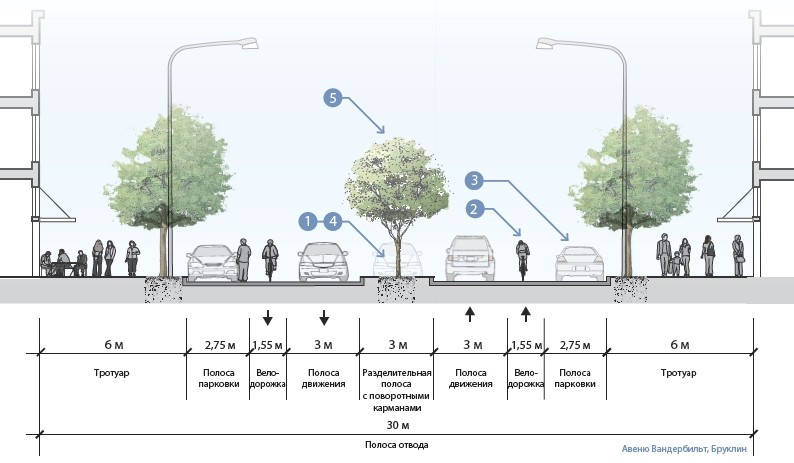 5
3
2
1
4
6 м
2,75 м
1,55 м
3 м
3 м
3 м
1,55 м
2,75 м
6 м
Тротуар
Полоса
парковки
Вело-
дорожка
Полоса
движения
Разделительная
полоса
с поворотными
карманами
Полоса
движения
Вело-
дорожка
Полоса
парковки
Тротуар
30 м
Полоса отвода
Авеню Вандербильт, Бруклин